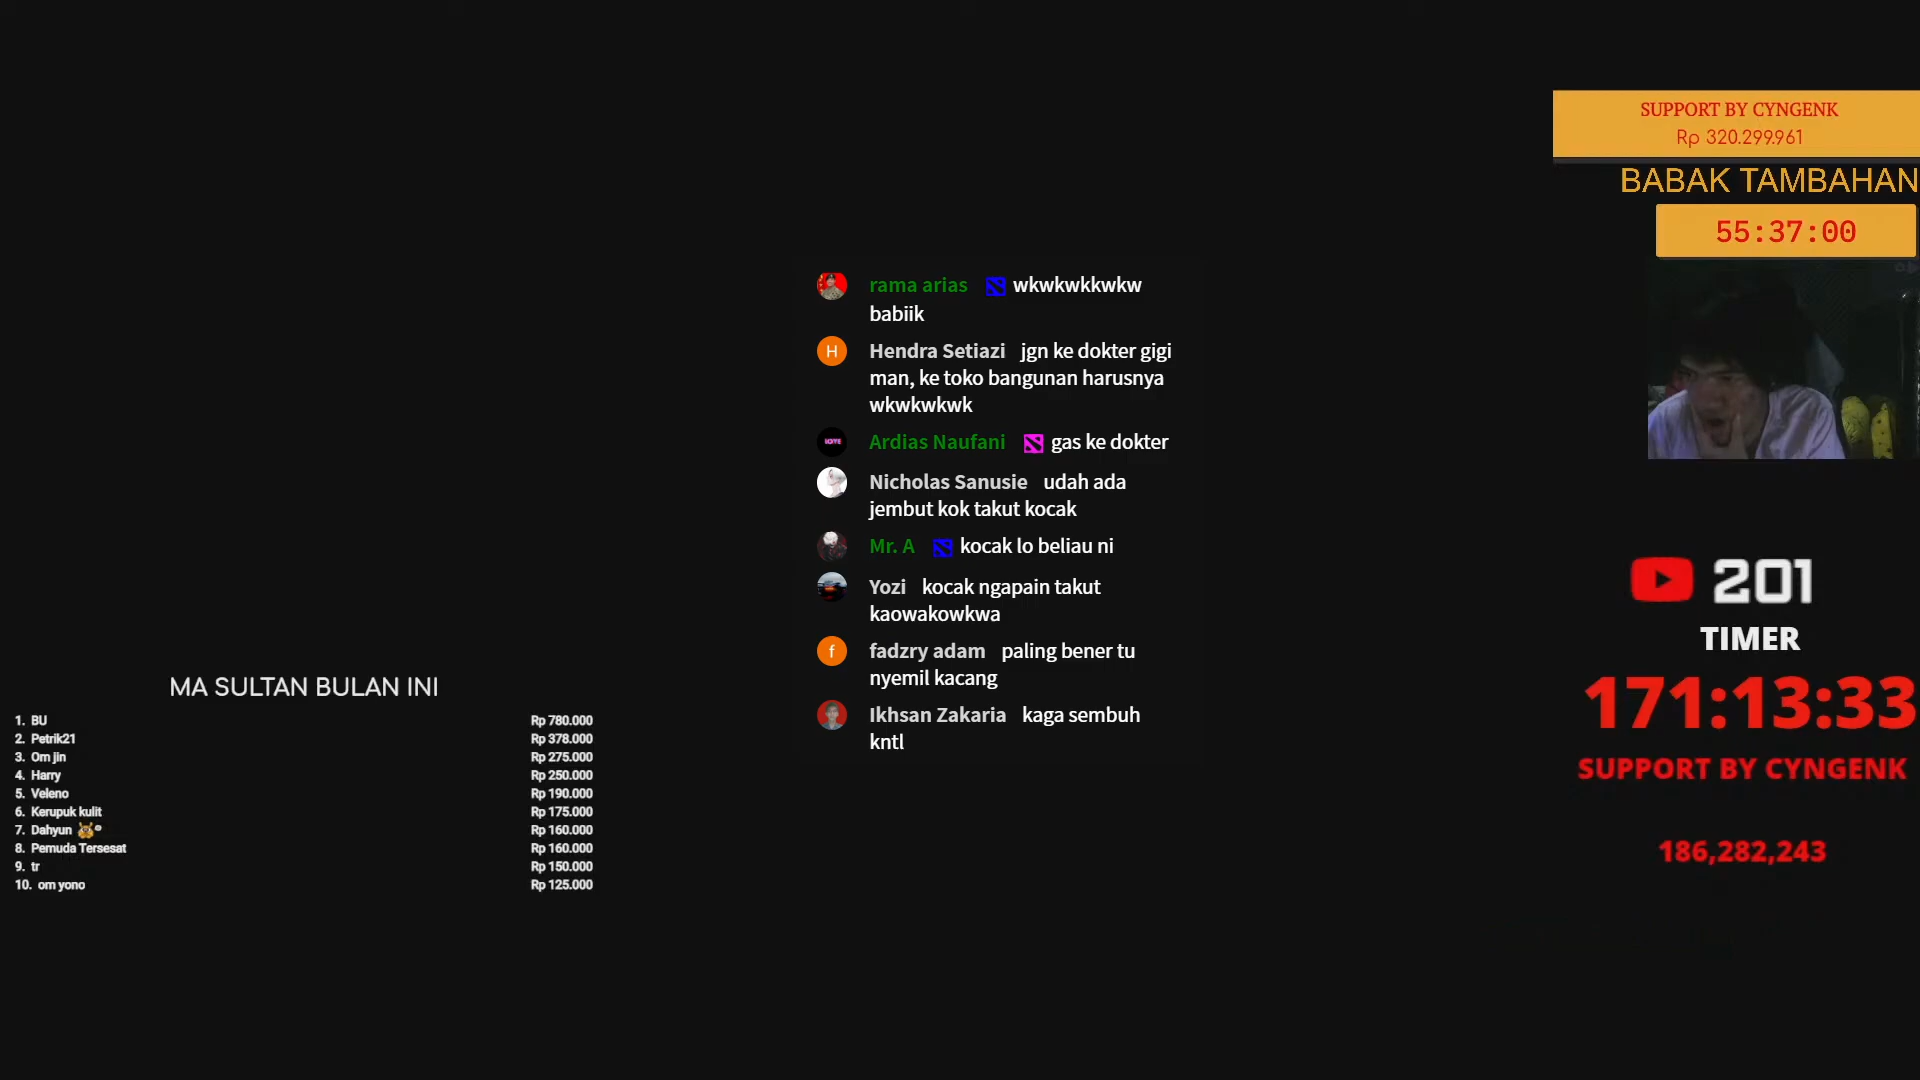 SUPPORT BY CYNGENK
Rp 320.299.961
BABAK TAMBAHAN
55:37:00
rama arias wkwkwkkwkw
babiik
H
Hendra Setiazi jgn ke dokter gigi
man, ke toko bangunan harusnya
wkwkwkwk
Ardias Naufani gas ke dokter
Nicholas Sanusie udah ada
jembut kok takut kocak
Mr. A kocak lo beliau ni
Yozi kocak ngapain takut
kaowakowkwa
f
fadzry adam paling bener tu
nyemil kacang
Ikhsan Zakaria kaga sembuh
kntl
201
TIMER
171:13:33
SUPPORT BY CYNGENK
186,282,243
MA SULTAN BULAN INI
1. BU Rp 780.000
2. Petrik21 Rp 378.000
3. Om jin Rp 275.000
4. Harry Rp 250.000
5. Veleno Rp 190.000
6. Kerupuk kulit Rp 175.000
7. Dahyun Rp 160.000
8. Pemuda Tersesat Rp 160.000
9. tr Rp 150.000
10. om yono Rp 125.000